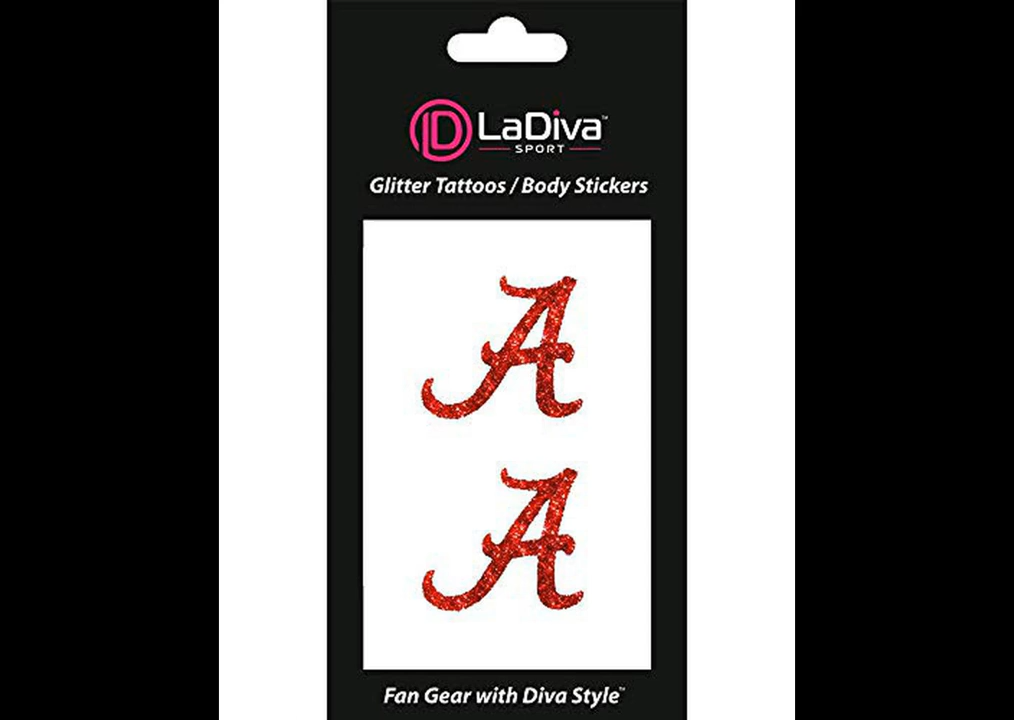 LaDiva™
SPORT
Glitter Tattoos / Body Stickers
A
A
Fan Gear with Diva Style™